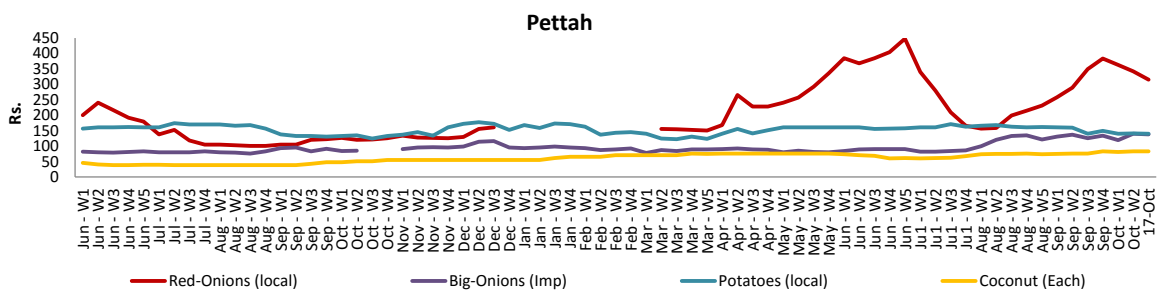 Pettah
Rs.
450
400
350
300
250
200
150
100
50
0
Jun - W1
Jun - W2
Jun - W3
Jun - W4
Jun - W5
Jul - W1
Jul - W2
Jul - W3
Jul - W4
Aug - W1
Aug - W2
Aug - W3
Aug - W4
Sep - W1
Sep - W2
Sep - W3
Sep - W4
Oct - W1
Oct - W2
Oct - W3
Oct - W4
Nov - W1
Nov - W2
Nov - W3
Nov - W4
Dec - W1
Dec - W2
Dec - W3
Dec - W4
Jan - W1
Jan - W2
Jan - W3
Jan - W4
Feb - W1
Feb - W2
Feb - W3
Feb - W4
Mar - W1
Mar - W2
Mar - W3
Mar - W4
Mar - W5
Apr - W1
Apr - W2
Apr - W3
Apr - W4
May - W1
May - W2
May - W3
May - W4
Jun - W1
Jun - W2
Jun - W3
Jun - W4
Jun - W5
Ju1 - W1
Ju1 - W2
Ju1 - W3
Ju1 - W4
Aug - W1
Aug - W2
Aug - W3
Aug - W4
Aug - W5
Sep - W1
Sep - W2
Sep - W3
Sep - W4
Oct - W1
Oct - W2
17-Oct
Red-Onions (local)
Big-Onions (Imp)
Potatoes (local)
Coconut (Each)